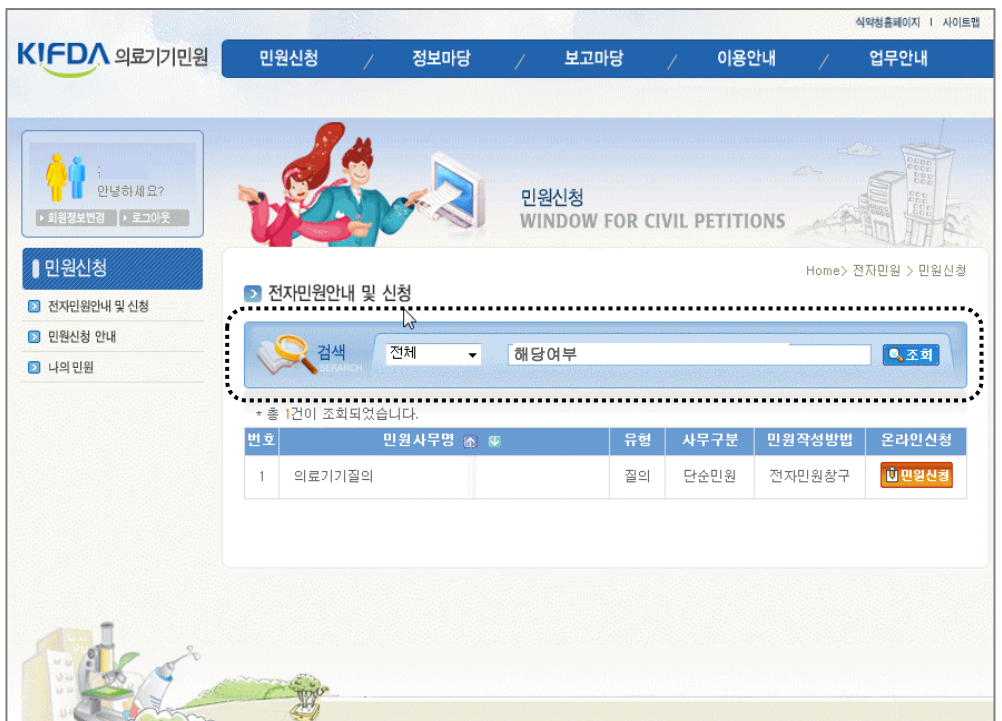 식약청홈페이지 | 사이트맵
KIFDA 의료기기민원
민원신청 / 정보마당 / 보고마당 / 이용안내 / 업무안내
;
안녕하세요?
회원정보변경 로그아웃
민원신청
WINDOW FOR CIVIL PETITIONS
민원신청
전자민원안내 및 신청
민원신청 안내
나의 민원
Home> 전자민원 > 민원신청
전자민원안내 및 신청
검색 전체 해당여부 조회
SERARCH
* 총 1건이 조회되었습니다.
번호 민원사무명 유형 사무구분 민원작성방법 온라인신청
1 의료기기질의 질의 단순민원 전자민원창구 민원신청